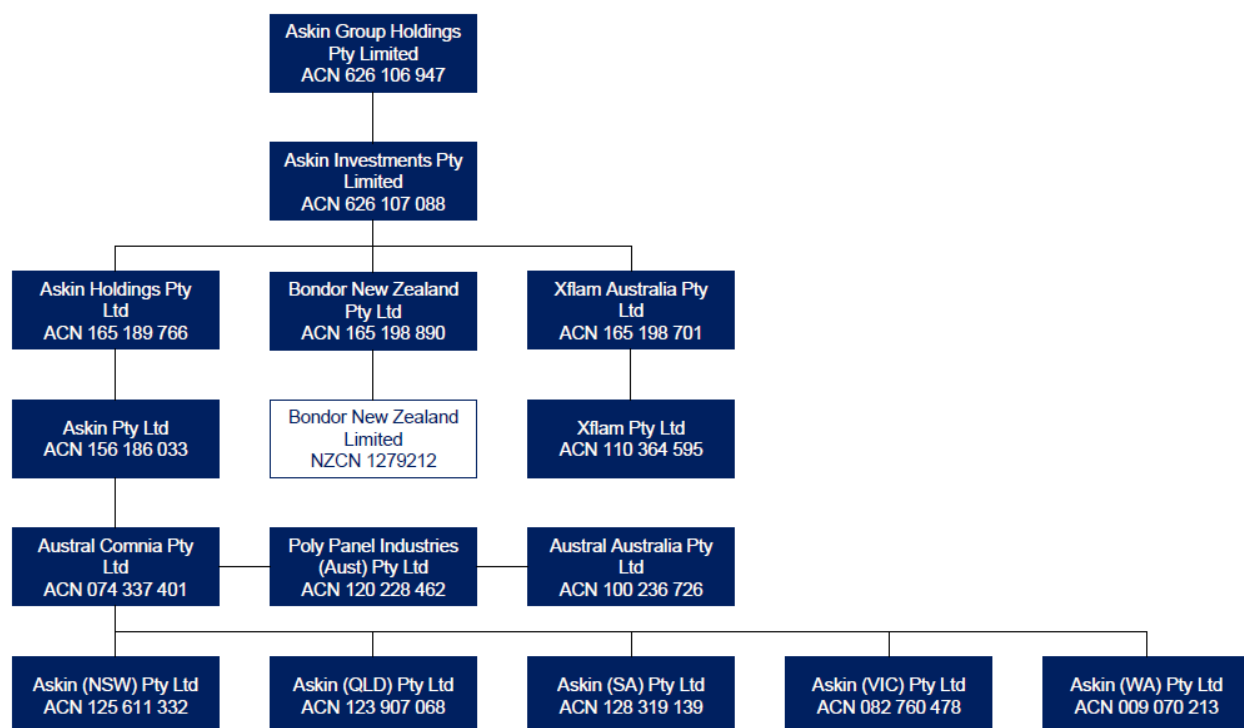 Askin Group Holdings
Pty Limited
ACN 626 106 947
Askin Investments Pty
Limited
ACN 626 107 088
Askin Holdings Pty
Ltd
ACN 165 189 766
Bondor New Zealand
Pty Ltd
ACN 165 198 890
Xflam Australia Pty
Ltd
ACN 165 198 701
Askin Pty Ltd
ACN 156 186 033
Bondor New Zealand
Limited
NZCN 1279212
Xflam Pty Ltd
ACN 110 364 595
Austral Comnia Pty
Ltd
ACN 074 337 401
Poly Panel Industries
(Aust) Pty Ltd
ACN 120 228 462
Austral Australia Pty
Ltd
ACN 100 236 726
Askin (NSW) Pty Ltd
ACN 125 611 332
Askin (QLD) Pty Ltd
ACN 123 907 068
Askin (SA) Pty Ltd
ACN 128 319 139
Askin (VIC) Pty Ltd
ACN 082 760 478
Askin (WA) Pty Ltd
ACN 009 070 213